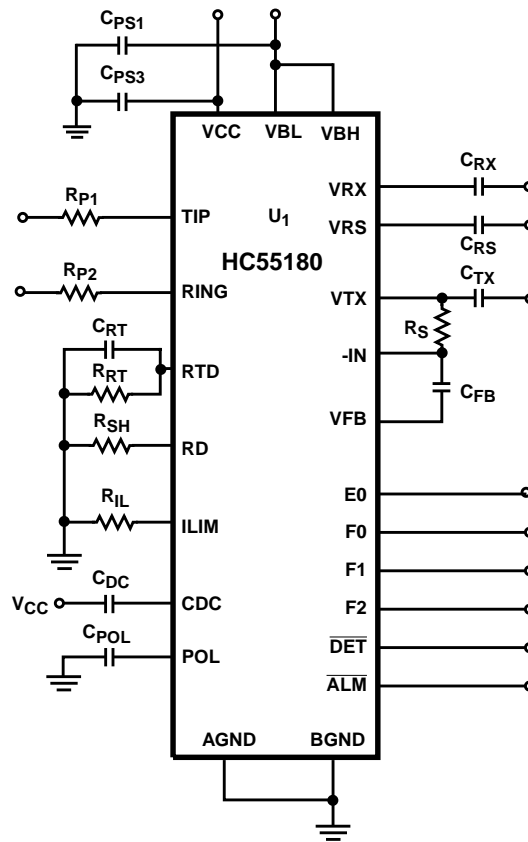 CPS1
CPS3
VCC VBL VBH
CRX
VRX
RP1
TIP
U1
VRS
CRS
HC55180
RP2
RING
CTX
VTX
RS
CRT
RTD
-IN
RRT
CFB
RSH
VFB
RD
RIL
E0
ILIM
F0
CDC
F1
VCC
CDC
F2
CPOL
POL
DET
ALM
AGND BGND